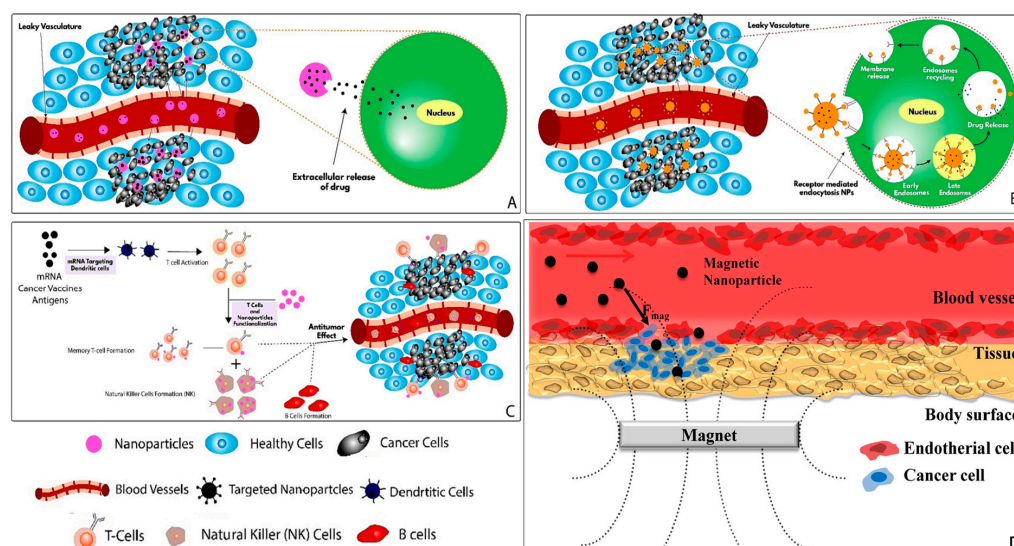 Leaky Vasculature
Nucleus
Extracellular release
of drug
A
Leaky Vasculature
Membrane
release
Endosomes
recycling
Nucleus
Drug Release
Receptor mediated
endocytosis NPs
Early
Endosomes
Late
Endosomes
mRNA
Cancer Vaccines
Antigens
mRNA Targeting
Dendritic cells
T cell Activation
T Cells
and
Nanoparticles
Functionalization
Memory T-cell Formation
+
Natural Killer Cells Formation (NK)
Antitumor
Effect
B Cells Formation
C
Magnetic
Nanoparticle
Fmag
Blood vesse
Tissue
Body surface
Magnet
Endotherial cel
Cancer cell
Nanoparticles
Healthy Cells
Cancer Cells
Blood Vessels
Targeted Nanopartcles
Dendrtitic Cells
T-Cells
Natural Killer (NK) Cells
B cells